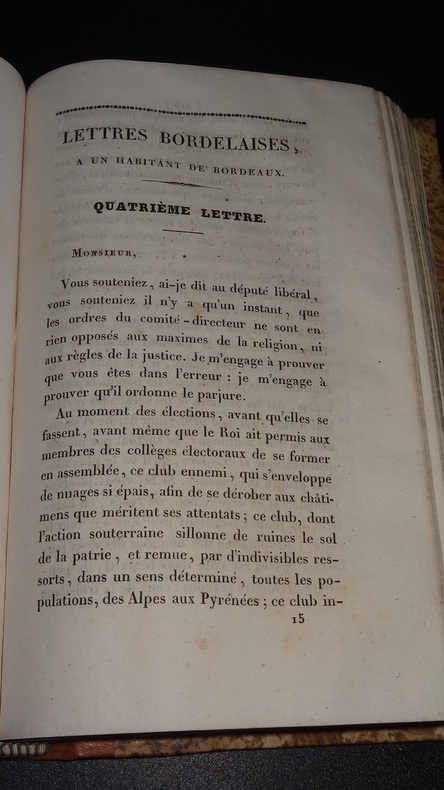 LETTRES BORDELAISES,
A UN HABITANT DE BORDEAUX.
QUATRIÈME LETTRE.
MONSIEUR,
Vous souteniez, ai-je dit au député libéral,
vous souteniez il n'y a qu'un instant, que
les ordres du comité-directeur ne sont en
rien opposés aux maximes de la religion, ni
aux règles de la justice. Je m'engage à prouver
que vous êtes dans l'erreur : je m'engage à
prouver qu'il ordonne le parjure.
Au moment des élections, avant qu'elles se
fassent, avant même que le Roi ait permis aux
membres des collèges électoraux de se former
en assemblée, ce club ennemi, qui s'enveloppe
de nuages si épais, afin de se dérober aux châti-
mens que méritent ses attentats; ce club, dont
l'action souterraine sillonne de ruines le sol
de la patrie, et remue, par d'indivisibles res-
sorts, dans un sens déterminé, toutes les po-
pulations, des Alpes aux Pyrénées; ce club in-
15